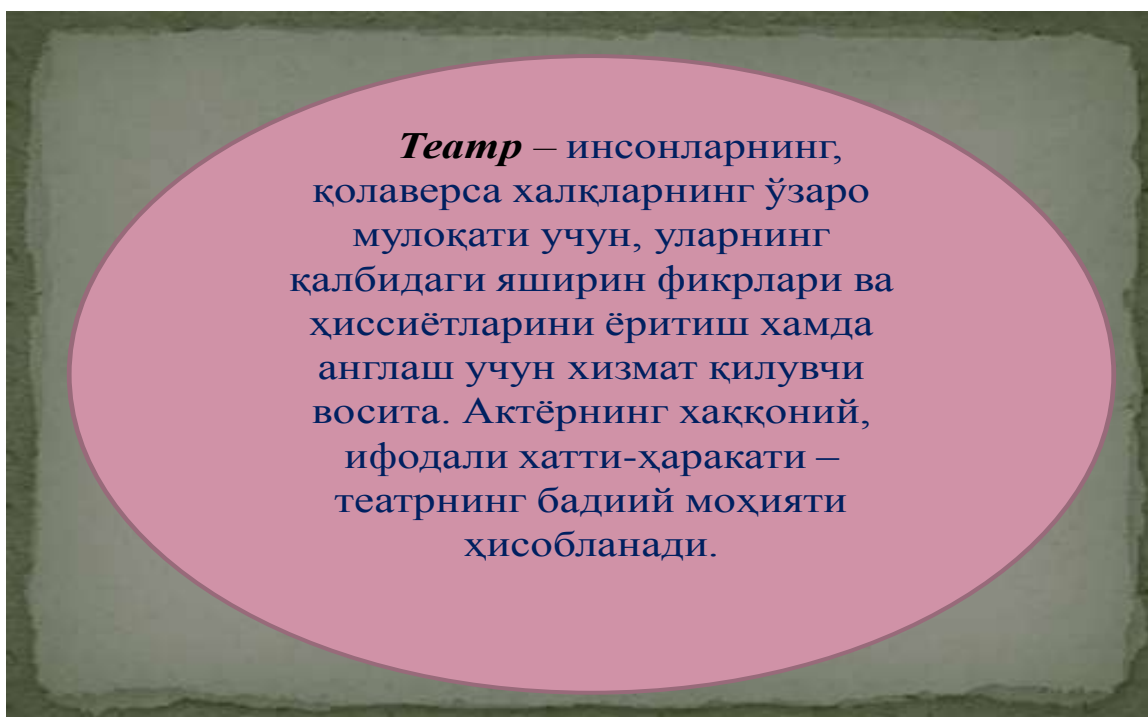 Театр – инсонларнинг,
қолаверса халқларнинг ўзаро
мулоқати учун, уларнинг
қалбидаги яширин фикрлари ва
ҳиссиётларини ёритиш хамда
англаш учун хизмат қилувчи
восита. Актёрнинг хаққоний,
ифодали хатти-ҳаракати –
театрнинг бадиий моҳияти
ҳисобланади.